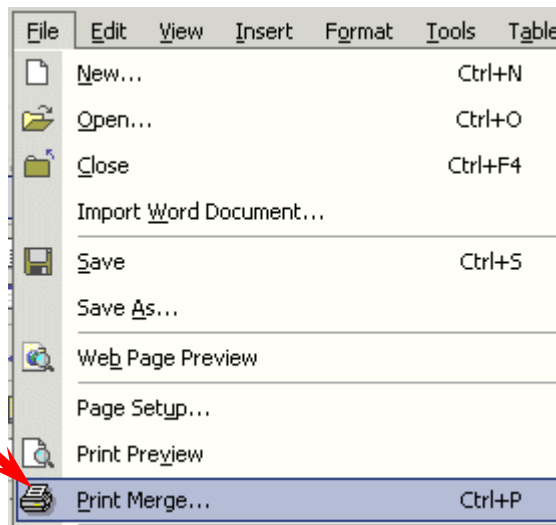 File Edit View Insert Format Tools Table
New... Ctrl+N
Open... Ctrl+O
Close Ctrl+F4
Import Word Document...
Save Ctrl+S
Save As...
Web Page Preview
Page Setup...
Print Preview
Print Merge... Ctrl+P